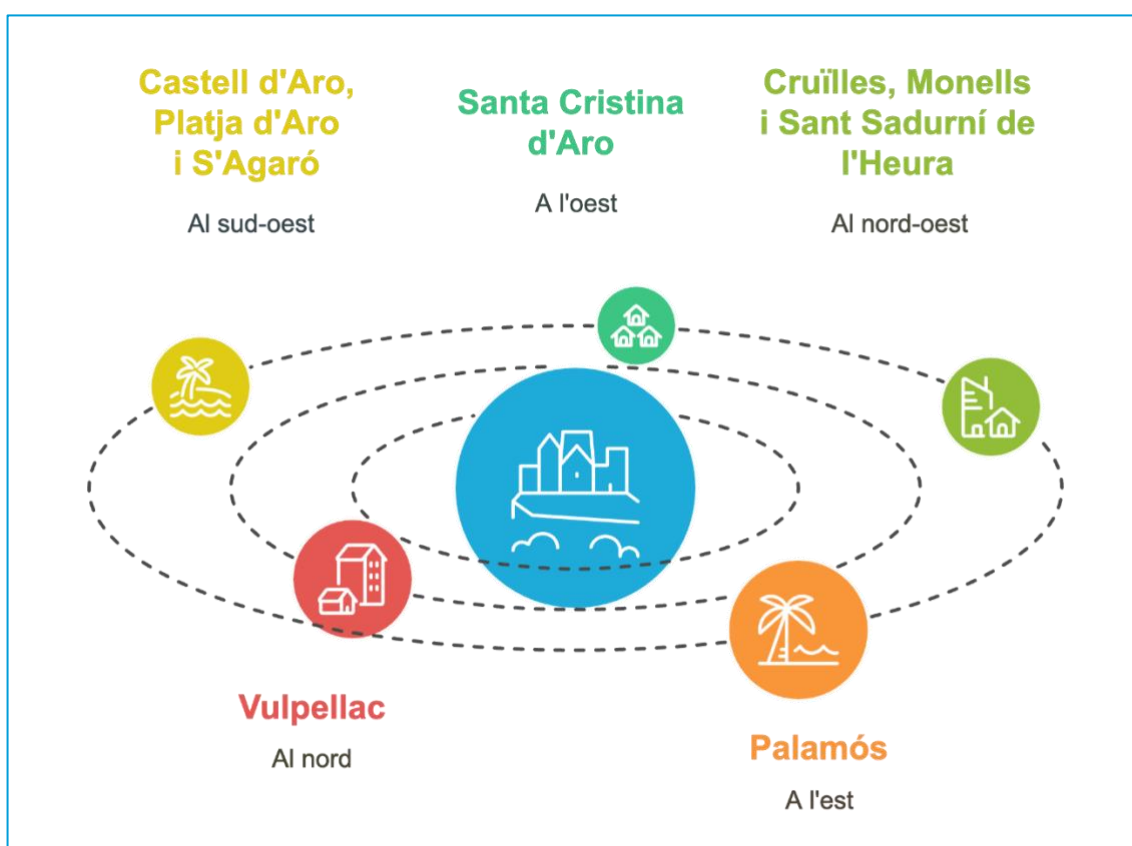 Castell d'Aro,
Platja d'Aro
i S'Agaró
Al sud-oest
Santa Cristina
d'Aro
A l'oest
Cruïlles, Monells
i Sant Sadurní de
l'Heura
Al nord-oest
Vulpellac
Al nord
Palamós
A l'est